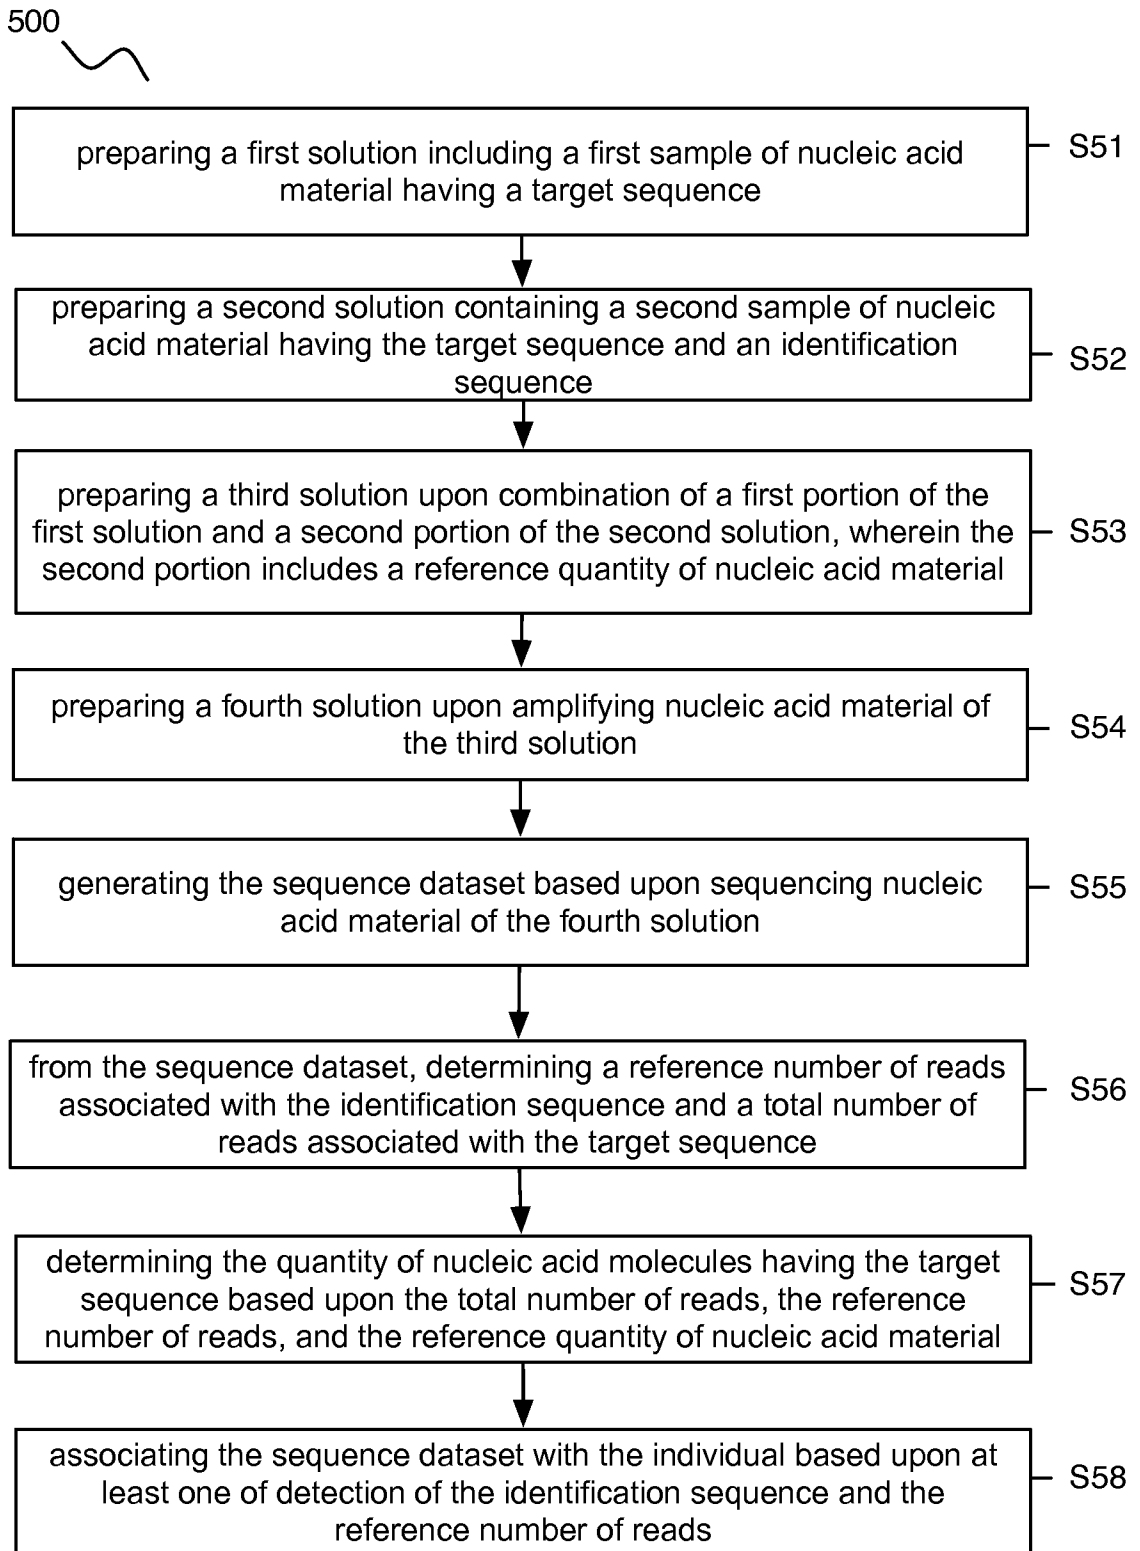 500
preparing a first solution including a first sample of nucleic acid
material having a target sequence
S51
preparing a second solution containing a second sample of nucleic
acid material having the target sequence and an identification
sequence
S52
preparing a third solution upon combination of a first portion of the
first solution and a second portion of the second solution, wherein the
second portion includes a reference quantity of nucleic acid material
S53
preparing a fourth solution upon amplifying nucleic acid material of
the third solution
S54
generating the sequence dataset based upon sequencing nucleic
acid material of the fourth solution
S55
from the sequence dataset, determining a reference number of reads
associated with the identification sequence and a total number of
reads associated with the target sequence
S56
determining the quantity of nucleic acid molecules having the target
sequence based upon the total number of reads, the reference
number of reads, and the reference quantity of nucleic acid material
S57
associating the sequence dataset with the individual based upon at
least one of detection of the identification sequence and the
reference number of reads
S58